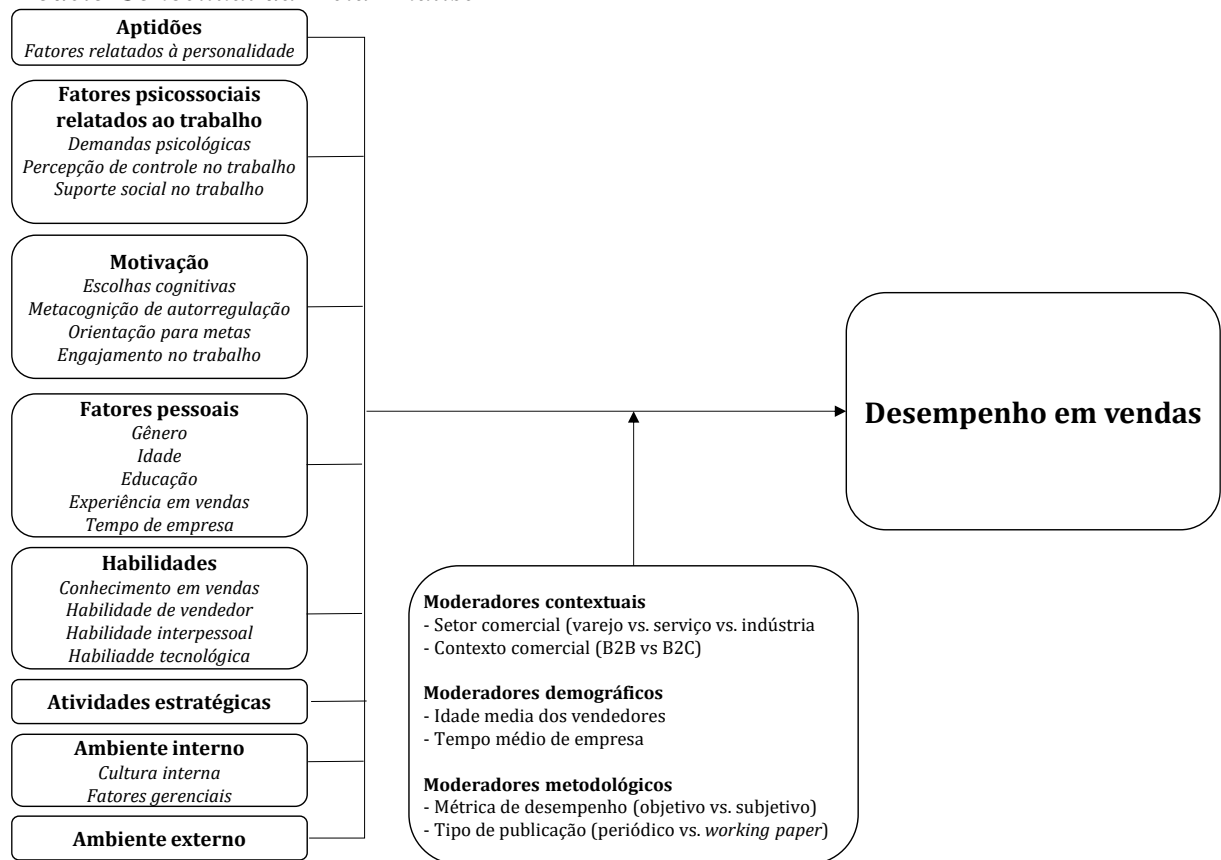 Aptidões
Fatores relatados à personalidade
Fatores psicossociais
relatados ao trabalho
Demandas psicológicas
Percepção de controle no trabalho
Suporte social no trabalho
Motivação
Escolhas cognitivas
Metacognição de autorregulação
Orientação para metas
Engajamento no trabalho
Fatores pessoais
Gênero
Idade
Educação
Experiência em vendas
Tempo de empresa
Habilidades
Conhecimento em vendas
Habilidade de vendedor
Habilidade interpessoal
Habiliadde tecnológica
Atividades estratégicas
Ambiente interno
Cultura interna
Fatores gerenciais
Ambiente externo
Moderadores contextuais
- Setor comercial (varejo vs. serviço vs. indústria
- Contexto comercial (B2B vs B2C)
Moderadores demográficos
- Idade media dos vendedores
- Tempo médio de empresa
Moderadores metodológicos
- Métrica de desempenho (objetivo vs. subjetivo)
- Tipo de publicação (periódico vs. working paper)
Desempenho em vendas